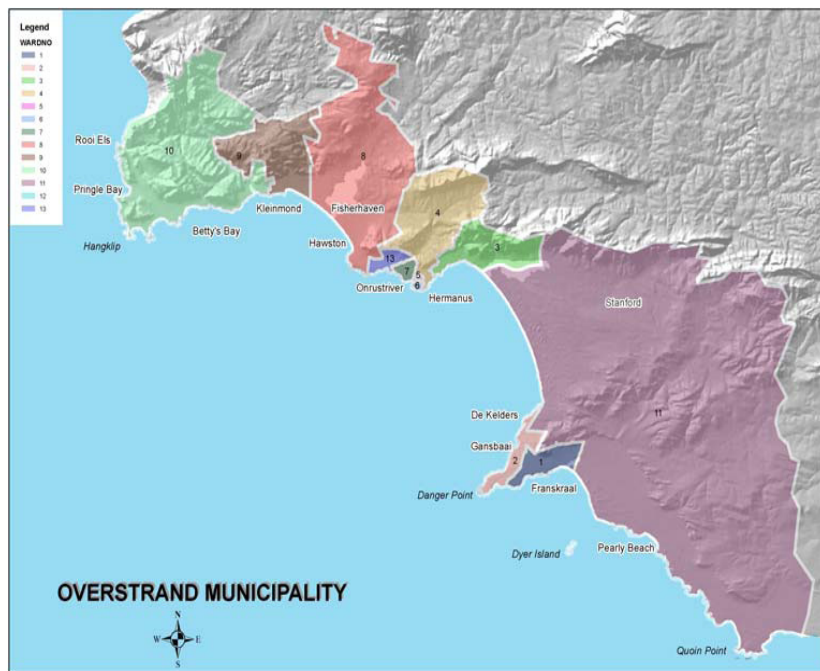 Legend
WARDNO
1
2
3
4
5
6
7
8
9
10
11
12
13
Rooi Els
10
9
8
Pringle Bay
Kleinmond
Fisherhaven
4
Betty's Bay
Hangklip
Hawston
3
13
7
5
6
Onrustriver
Hermanus
Stanford
De Kelders
11
Gansbaai
2
1
Danger Point
Franskraal
Dyer Island
Pearly Beach
OVERSTRAND MUNICIPALITY
N
W E
S
Quoin Point